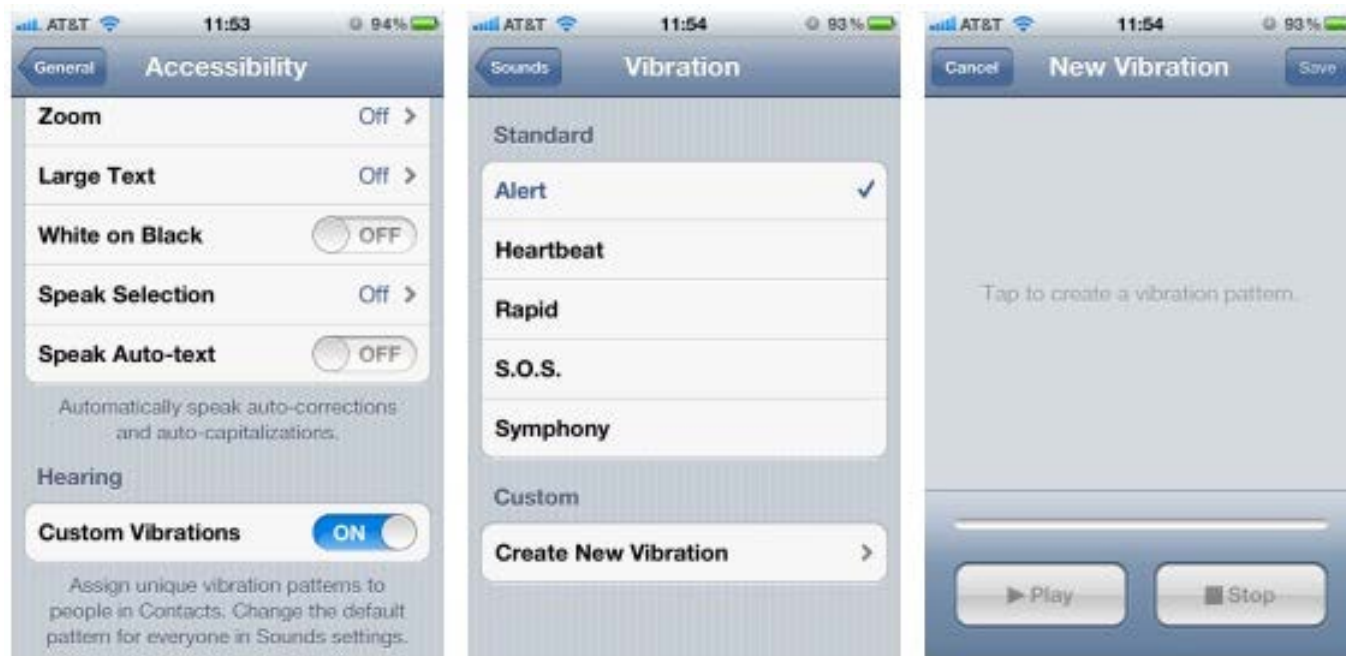 AT&T 11:53 94%
General Accessibility
Zoom Off
Large Text Off
White on Black OFF
Speak Selection Off
Speak Auto-text OFF
Automatically speak auto-corrections
and auto-capitalizations.
Hearing
Custom Vibrations ON
Assign unique vibration patterns to
people in Contacts. Change the default
pattern for everyone in Sounds settings.
AT&T 11:54 93%
Sounds Vibration
Standard
Alert
Heartbeat
Rapid
S.O.S.
Symphony
Custom
Create New Vibration
AT&T 11:54 93%
Cancel New Vibration Save
Tap to create a vibration pattern.
Play Stop